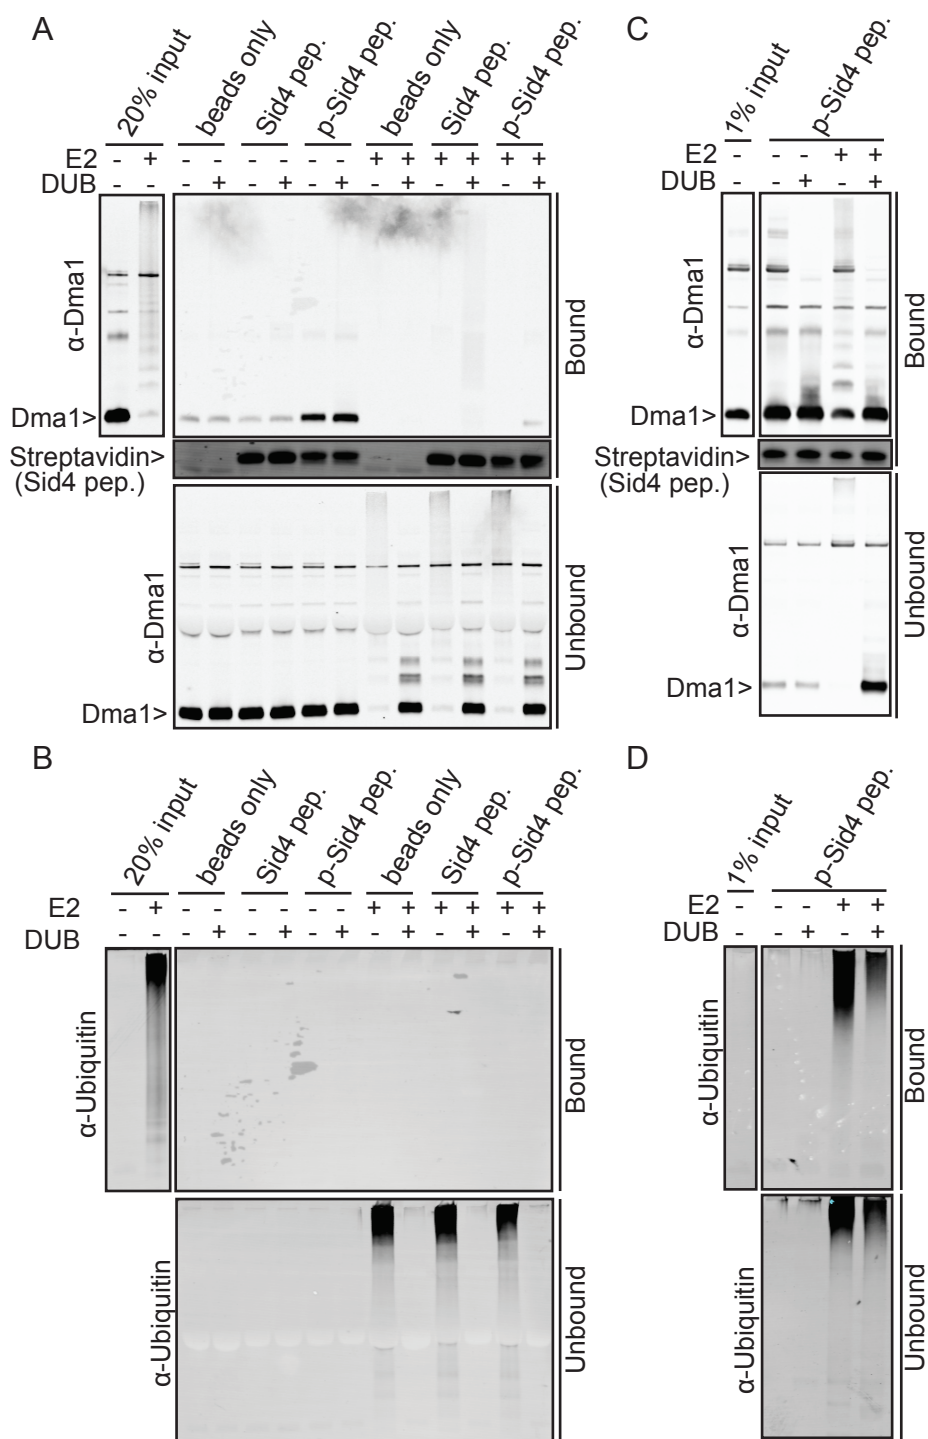 A
20% input
beads only
Sid4 pep.
p-Sid4 pep.
beads only
Sid4 pep.
p-Sid4 pep.
E2 - + - - - - - - + + + + + +
DUB - - - + - + - + - + - + - +
α-Dma1
Dma1>
Bound
Streptavidin>
(Sid4 pep.)
α-Dma1
Dma1>
Unbound
B
20% input
beads only
Sid4 pep.
p-Sid4 pep.
beads only
Sid4 pep.
p-Sid4 pep.
E2 - + - - - - - - + + + + + +
DUB - - - + - + - + - + - + - +
α-Ubiquitin
Bound
α-Ubiquitin
Unbound
C
1% input
p-Sid4 pep.
E2 - - - + +
DUB - - + - +
α-Dma1
Dma1>
Bound
Streptavidin>
(Sid4 pep.)
α-Dma1
Dma1>
Unbound
D
1% input
p-Sid4 pep.
E2 - - - + +
DUB - - + - +
α-Ubiquitin
Bound
α-Ubiquitin
Unbound